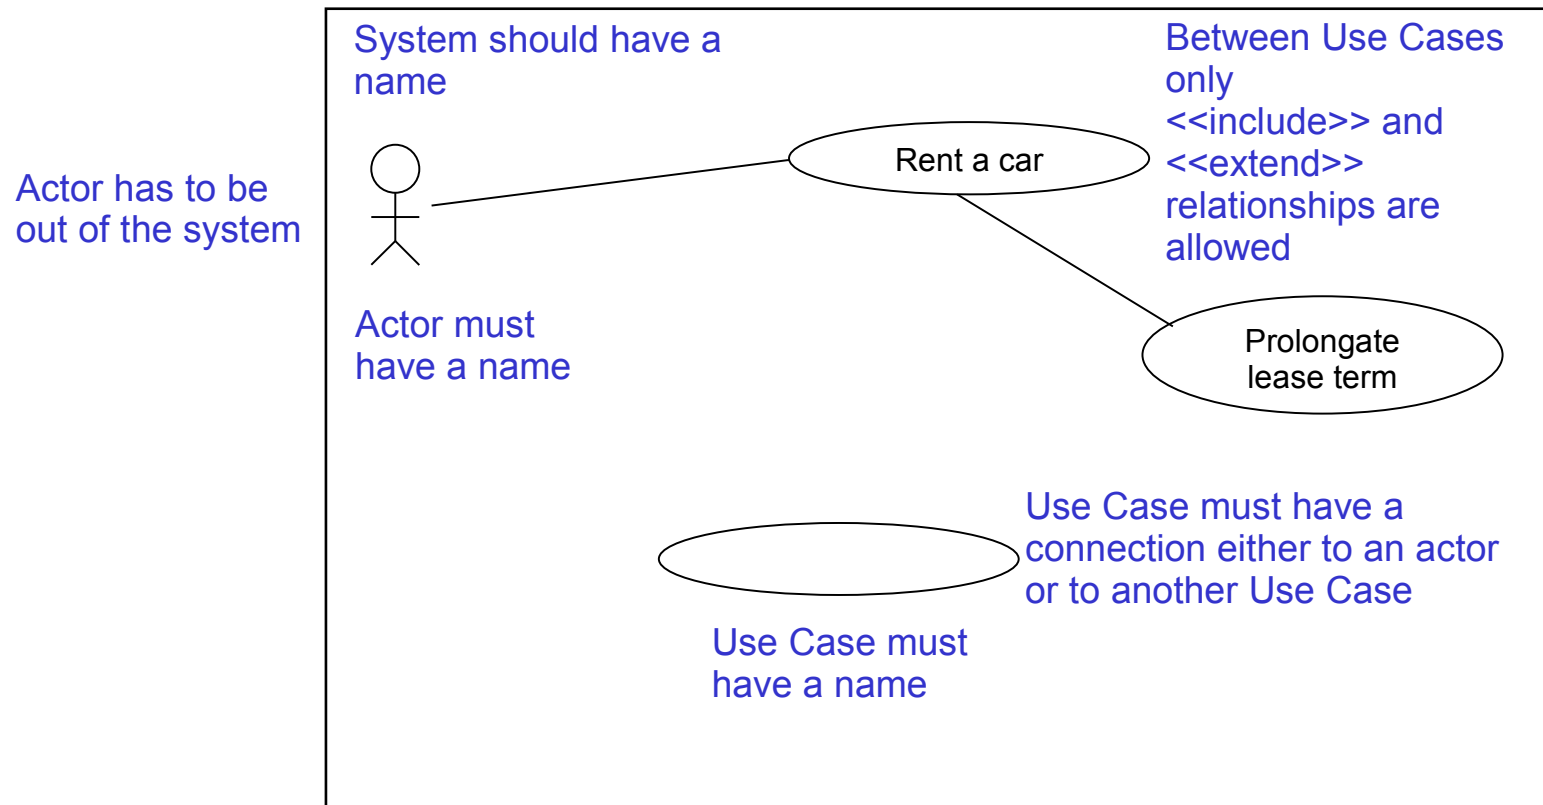 System should have a
name
Between Use Cases
only
<<include>> and
<<extend>>
relationships are
allowed
Rent a car
Actor has to be
out of the system
Actor must
have a name
Prolongate
lease term
Use Case must have a
connection either to an actor
or to another Use Case
Use Case must
have a name